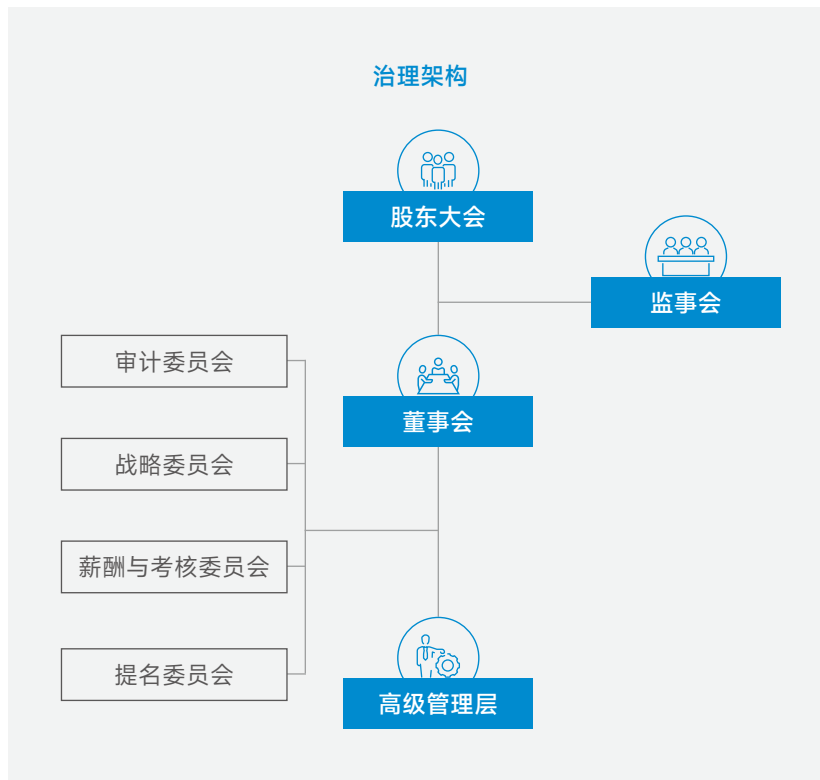 治理架构
股东大会
监事会
董事会
审计委员会
战略委员会
薪酬与考核委员会
提名委员会
高级管理层